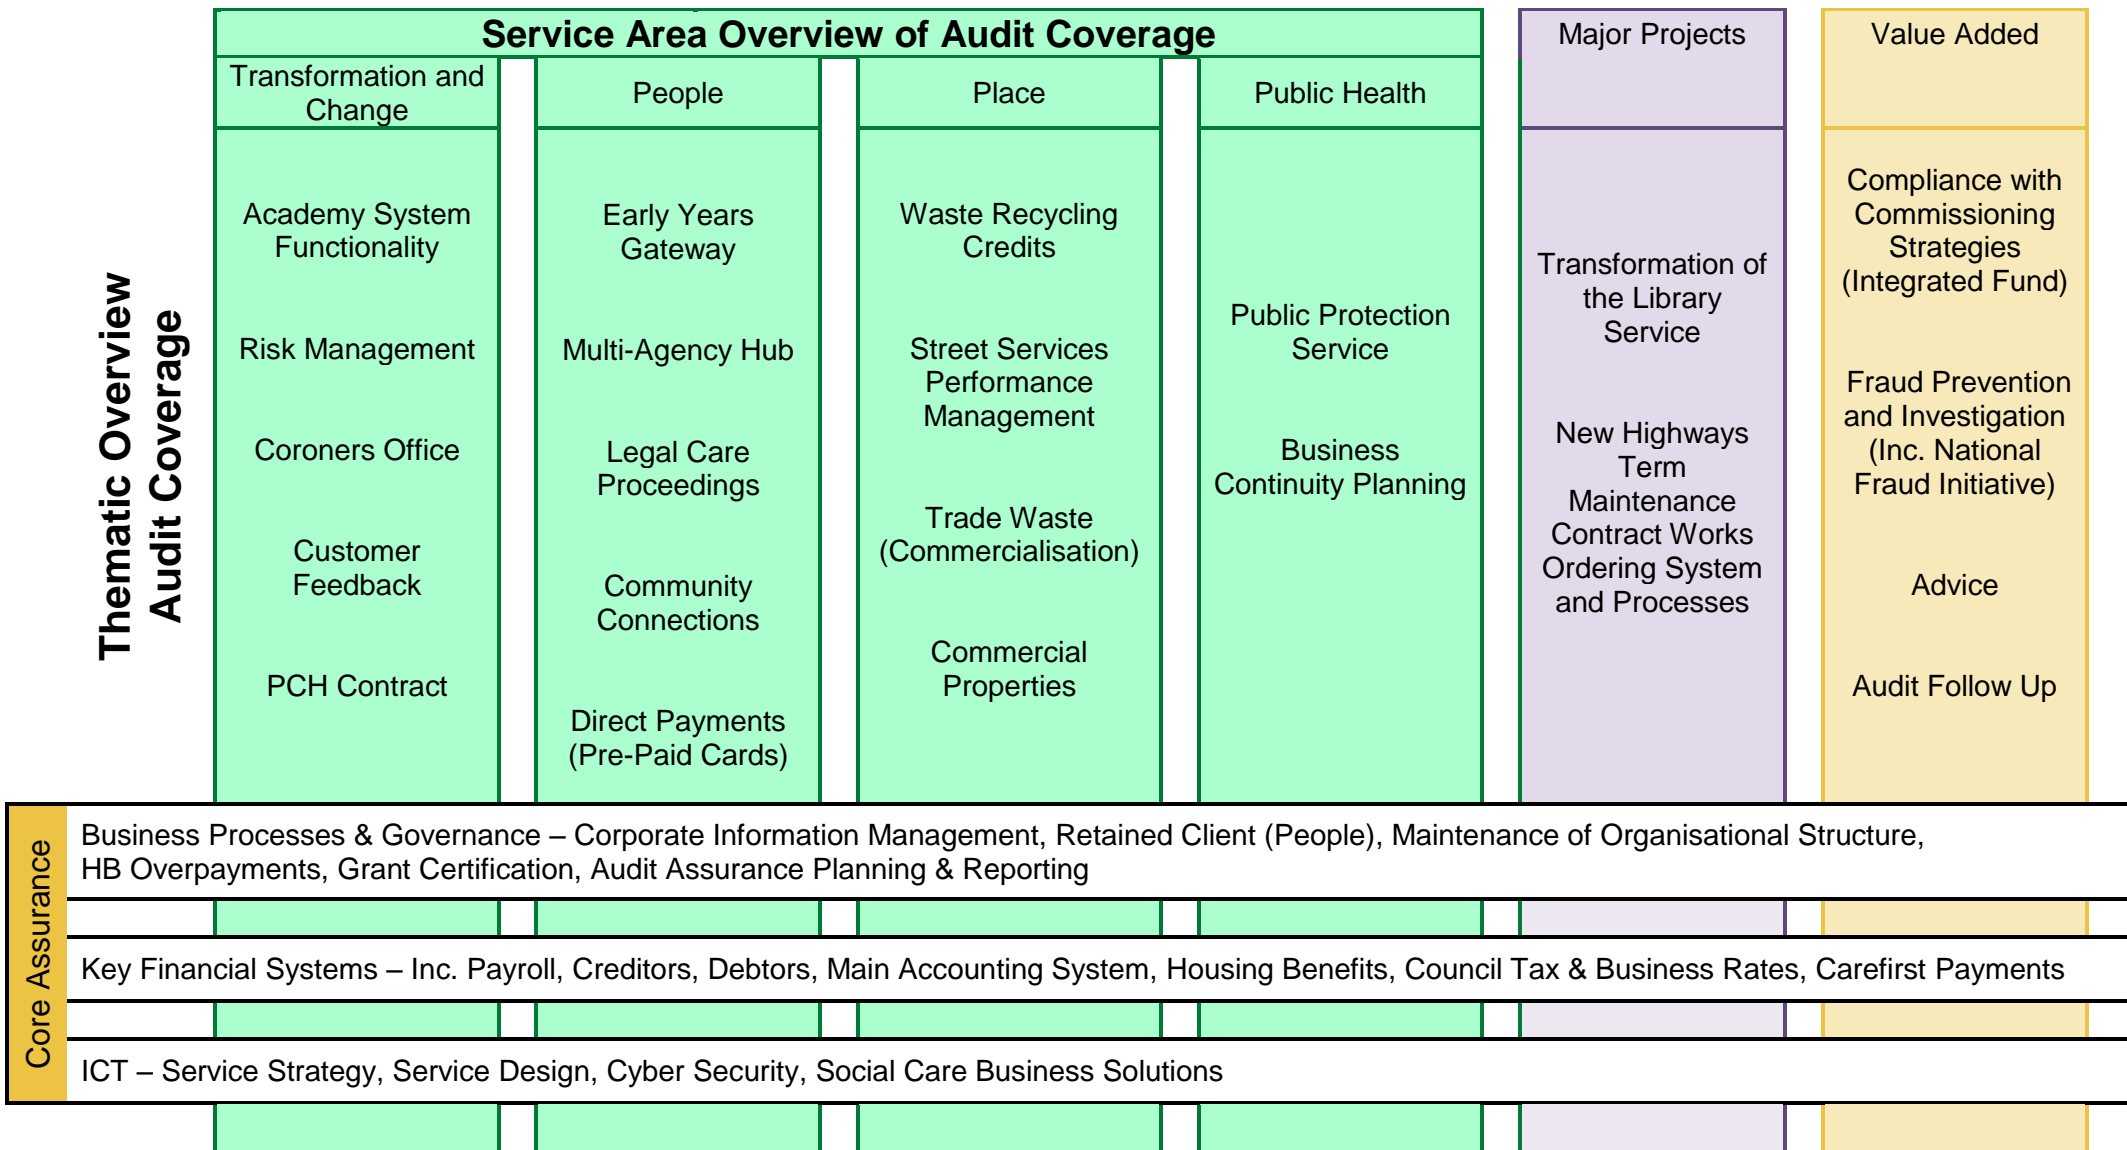 Service Area Overview of Audit Coverage
Major Projects
Value Added
Transformation and
Change
People
Place
Public Health
Thematic Overview
Audit Coverage
Academy System
Functionality
Risk Management
Coroners Office
Customer
Feedback
PCH Contract
Early Years
Gateway
Multi-Agency Hub
Legal Care
Proceedings
Community
Connections
Direct Payments
(Pre-Paid Cards)
Waste Recycling
Credits
Street Services
Performance
Management
Trade Waste
(Commercialisation)
Commercial
Properties
Public Protection
Service
Business
Continuity Planning
Transformation of
the Library
Service
New Highways
Term
Maintenance
Contract Works
Ordering System
and Processes
Compliance with
Commissioning
Strategies
(Integrated Fund)
Fraud Prevention
and Investigation
(Inc. National
Fraud Initiative)
Advice
Audit Follow Up
Core Assurance
Business Processes & Governance – Corporate Information Management, Retained Client (People), Maintenance of Organisational Structure,
HB Overpayments, Grant Certification, Audit Assurance Planning & Reporting
Key Financial Systems – Inc. Payroll, Creditors, Debtors, Main Accounting System, Housing Benefits, Council Tax & Business Rates, Carefirst Payments
ICT – Service Strategy, Service Design, Cyber Security, Social Care Business Solutions